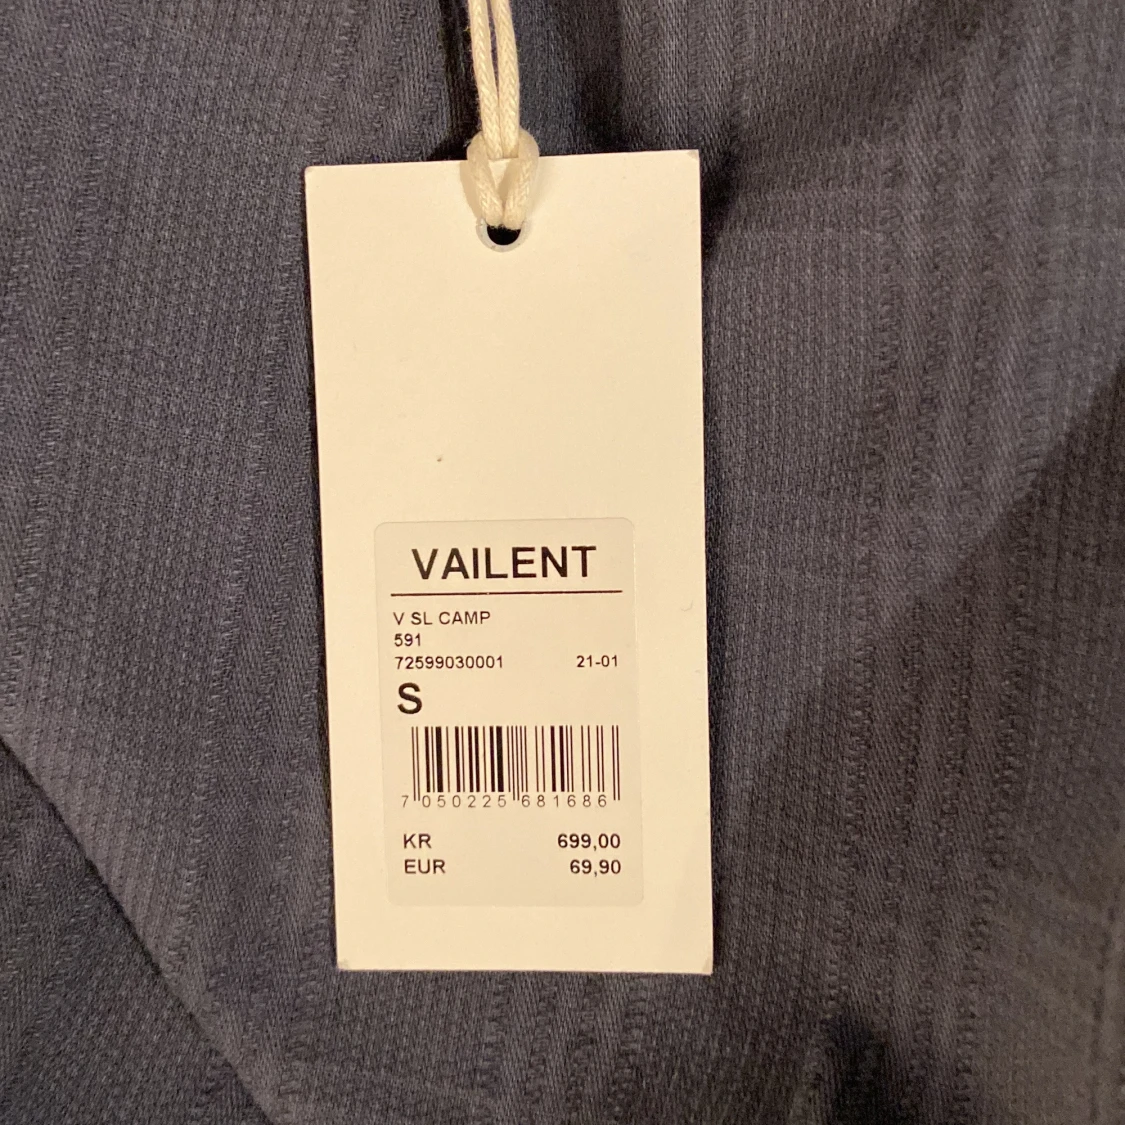 VAILENT
V SL CAMP
591
72599030001 21-01
S
7 050225 681686
KR 699,00
EUR 69,90